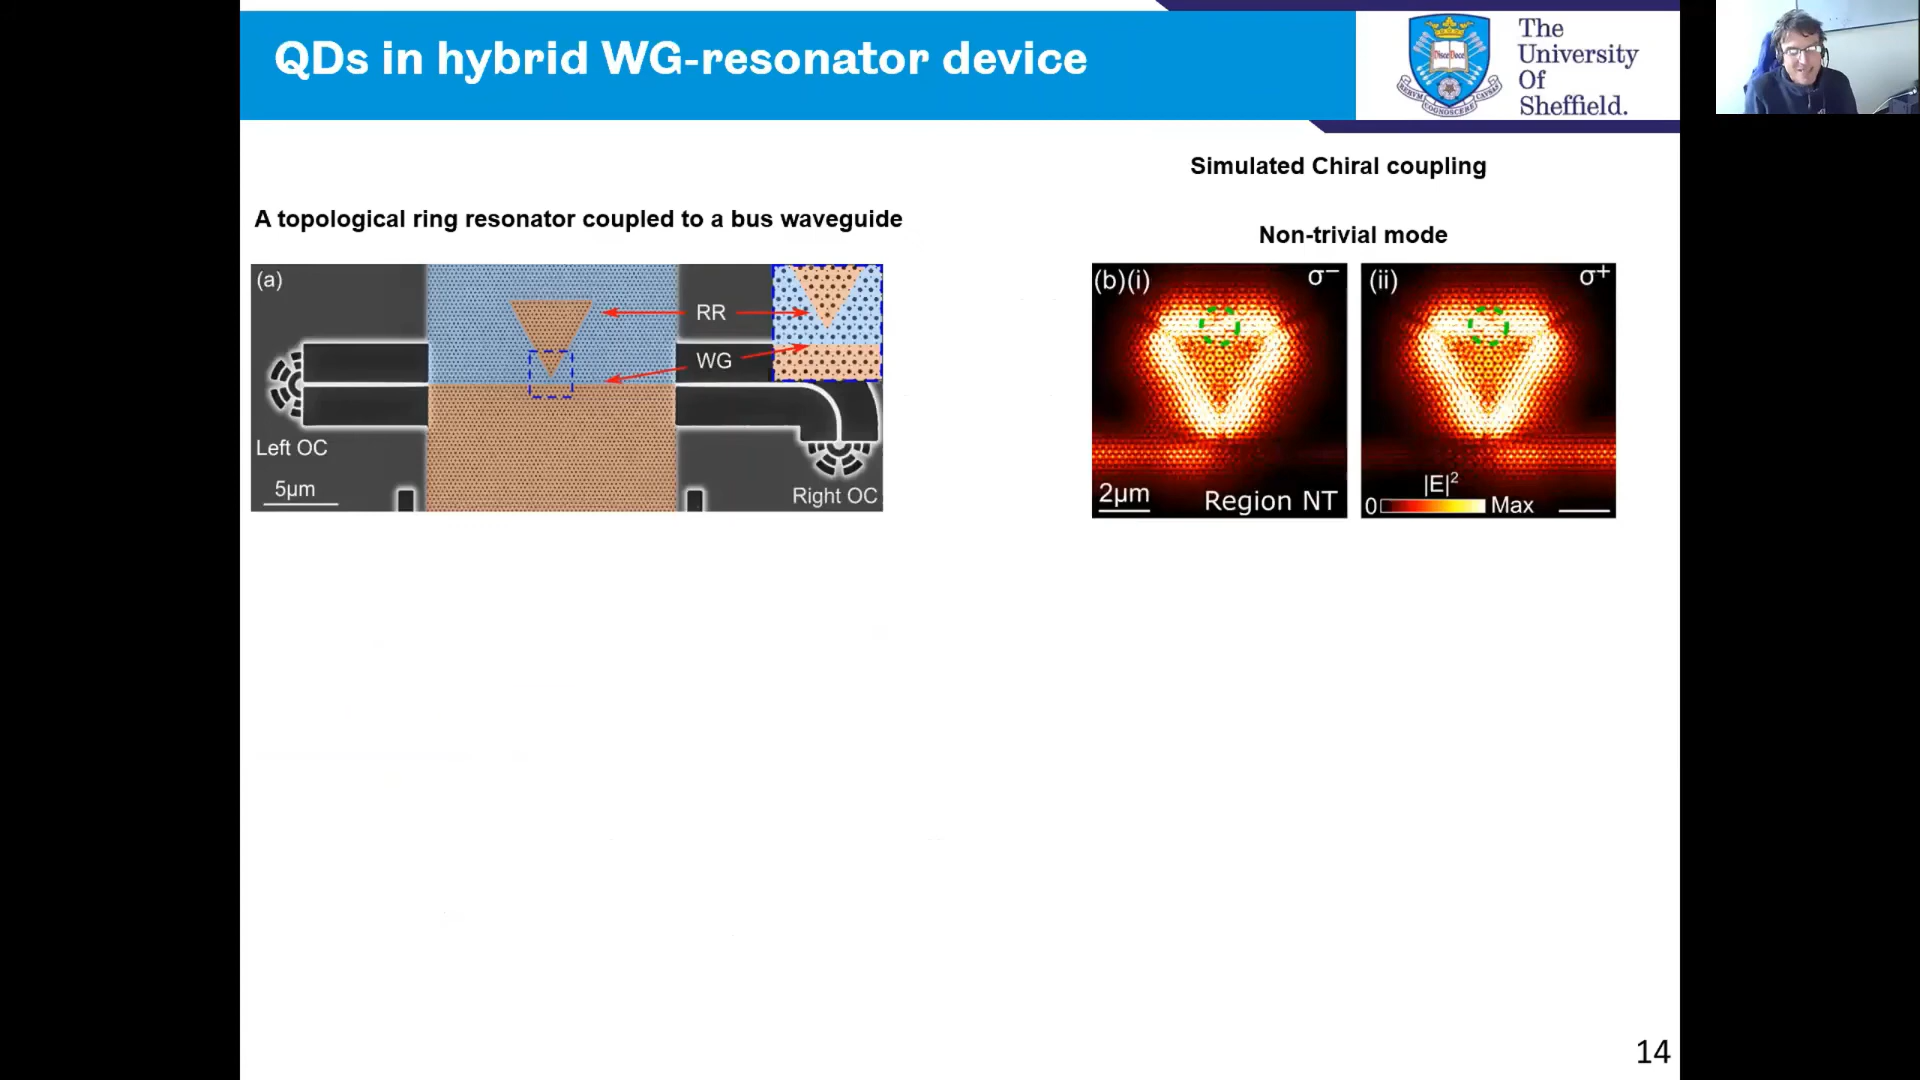 QDs in hybrid WG-resonator device
The
University
Of
Sheffield.
Simulated Chiral coupling
A topological ring resonator coupled to a bus waveguide
Non-trivial mode
(a)
RR
WG
Left OC
5μm
Right OC
(b)(i)
σ⁻
(ii)
σ⁺
2μm
Region NT
|E|²
0
Max
14